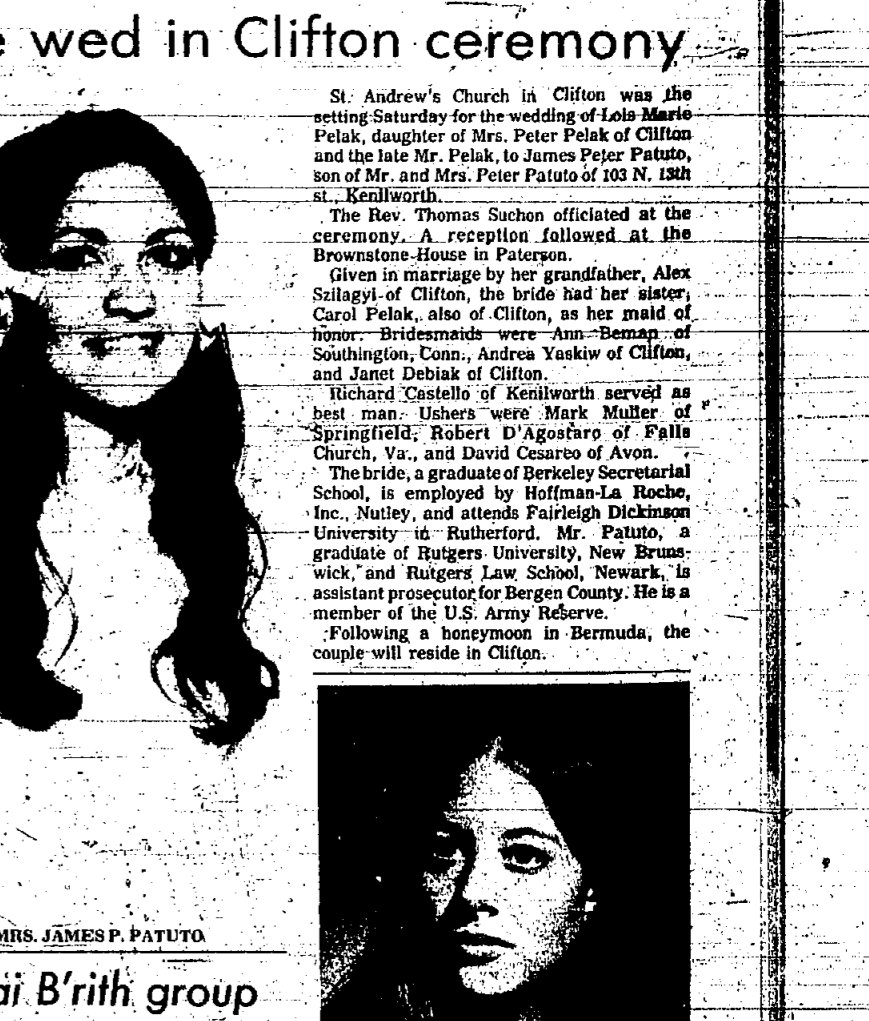 wed in Clifton ceremony
St. Andrew's Church in Clifton was the
setting Saturday for the wedding of Lois Marie
Pelak, daughter of Mrs. Peter Pelak of Clifton
and the late Mr. Pelak, to James Peter Patuto,
son of Mr. and Mrs. Peter Patuto of 103 N. 13th
st., Kenilworth.
The Rev. Thomas Suchon officiated at the
ceremony. A reception followed at the
Brownstone House in Paterson.
Given in marriage by her grandfather, Alex
Szilagyi of Clifton, the bride had her sister,
Carol Pelak, also of Clifton, as her maid of
honor. Bridesmaids were Ann Beman of
Southington, Conn., Andrea Yaskiw of Clifton,
and Janet Debiak of Clifton.
Richard Castello of Kenilworth served as
best man. Ushers were Mark Muller of
Springfield, Robert D'Agostaro of Falls
Church, Va., and David Cesareo of Avon.
The bride, a graduate of Berkeley Secretarial
School, is employed by Hoffman-La Roche,
Inc., Nutley, and attends Fairleigh Dickinson
University in Rutherford. Mr. Patuto, a
graduate of Rutgers University, New Bruns-
wick, and Rutgers Law School, Newark, is
assistant prosecutor for Bergen County. He is a
member of the U.S. Army Reserve.
Following a honeymoon in Bermuda, the
couple will reside in Clifton.
MRS. JAMES P. PATUTO
ai B'rith group